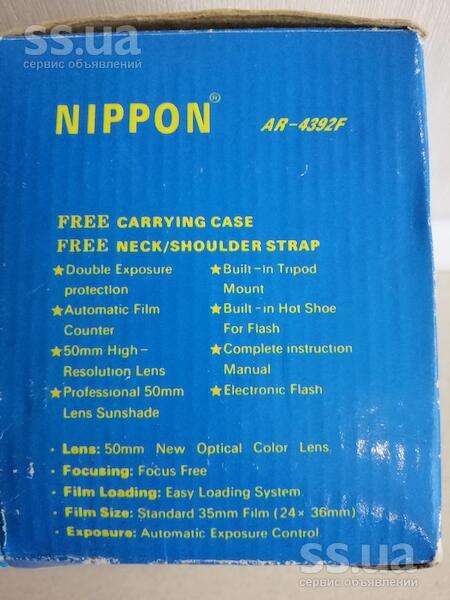 ss.ua
сервис объявлений
NIPPON®
AR-4392F
FREE CARRYING CASE
FREE NECK/SHOULDER STRAP
★Double Exposure
protection
★Automatic Film
Counter
★50mm High-
Resolution Lens
★Professional 50mm
Lens Sunshade
★Built-in Tripod
Mount
★Built-in Hot Shoe
For Flash
★Complete instruction
Manual
★Electronic Flash
· Lens: 50mm New Optical Color Lens
· Focusing: Focus Free
· Film Loading: Easy Loading System
· Film Size: Standard 35mm Film (24× 36mm)
· Exposure: Automatic Exposure Control
ss.ua
сервис объявлений